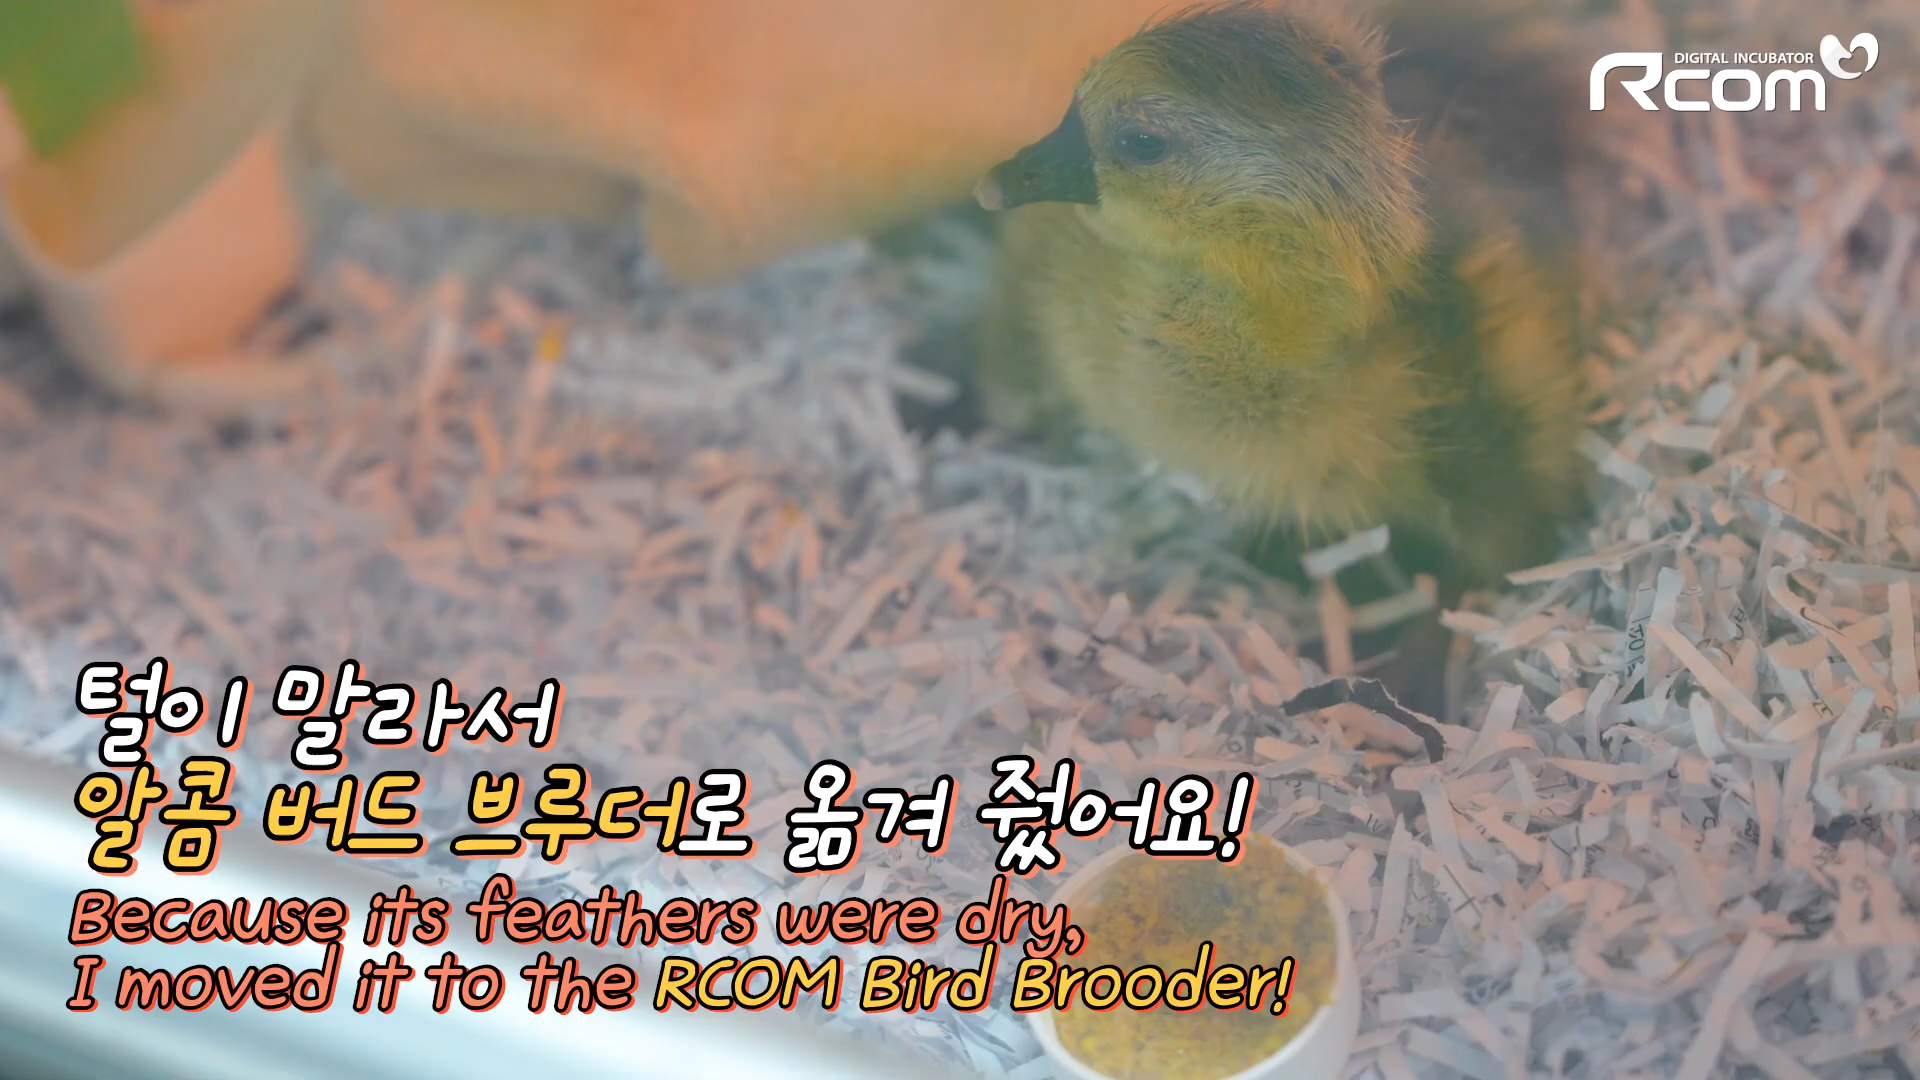 DIGITAL INCUBATOR
Rcom
털이 말라서
알콤 버드 브루더로 옮겨 줬어요!
Because its feathers were dry,
I moved it to the RCOM Bird Brooder!